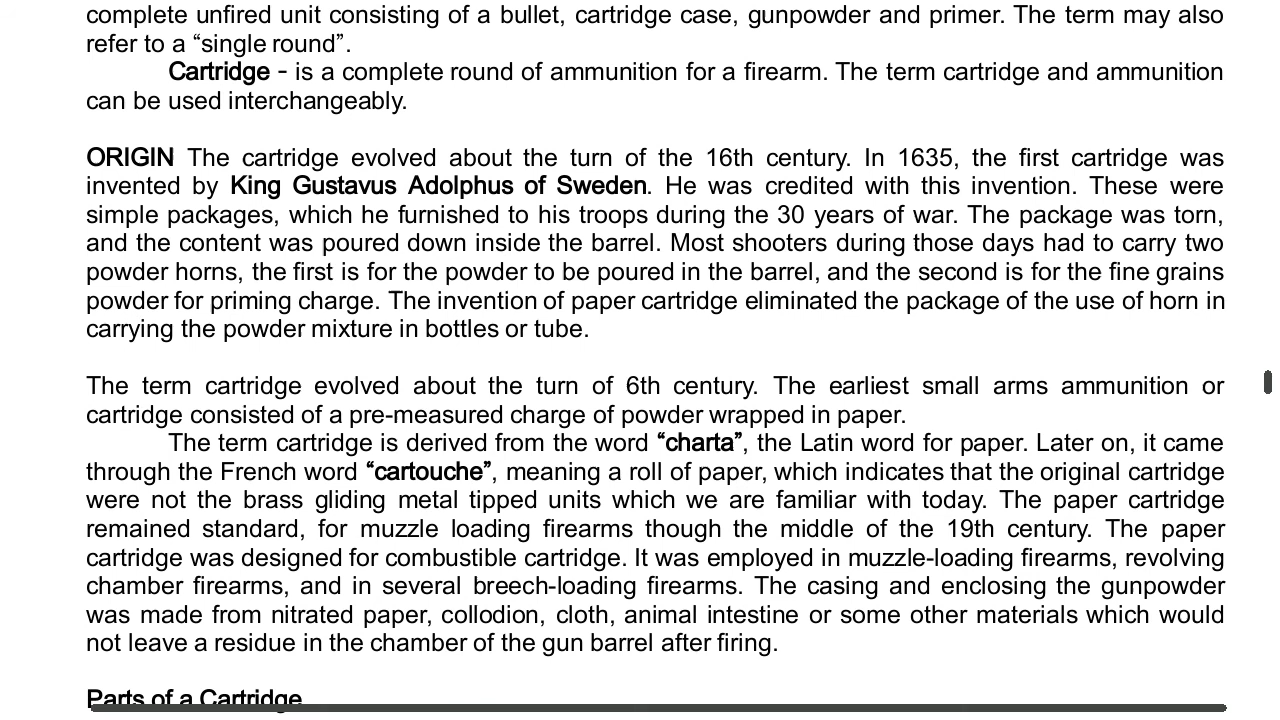 complete unfired unit consisting of a bullet, cartridge case, gunpowder and primer. The term may also
refer to a “single round”.
Cartridge - is a complete round of ammunition for a firearm. The term cartridge and ammunition
can be used interchangeably.
ORIGIN The cartridge evolved about the turn of the 16th century. In 1635, the first cartridge was
invented by King Gustavus Adolphus of Sweden. He was credited with this invention. These were
simple packages, which he furnished to his troops during the 30 years of war. The package was torn,
and the content was poured down inside the barrel. Most shooters during those days had to carry two
powder horns, the first is for the powder to be poured in the barrel, and the second is for the fine grains
powder for priming charge. The invention of paper cartridge eliminated the package of the use of horn in
carrying the powder mixture in bottles or tube.
The term cartridge evolved about the turn of 6th century. The earliest small arms ammunition or
cartridge consisted of a pre-measured charge of powder wrapped in paper.
The term cartridge is derived from the word “charta”, the Latin word for paper. Later on, it came
through the French word “cartouche”, meaning a roll of paper, which indicates that the original cartridge
were not the brass gliding metal tipped units which we are familiar with today. The paper cartridge
remained standard, for muzzle loading firearms though the middle of the 19th century. The paper
cartridge was designed for combustible cartridge. It was employed in muzzle-loading firearms, revolving
chamber firearms, and in several breech-loading firearms. The casing and enclosing the gunpowder
was made from nitrated paper, collodion, cloth, animal intestine or some other materials which would
not leave a residue in the chamber of the gun barrel after firing.
Parts of a Cartridge